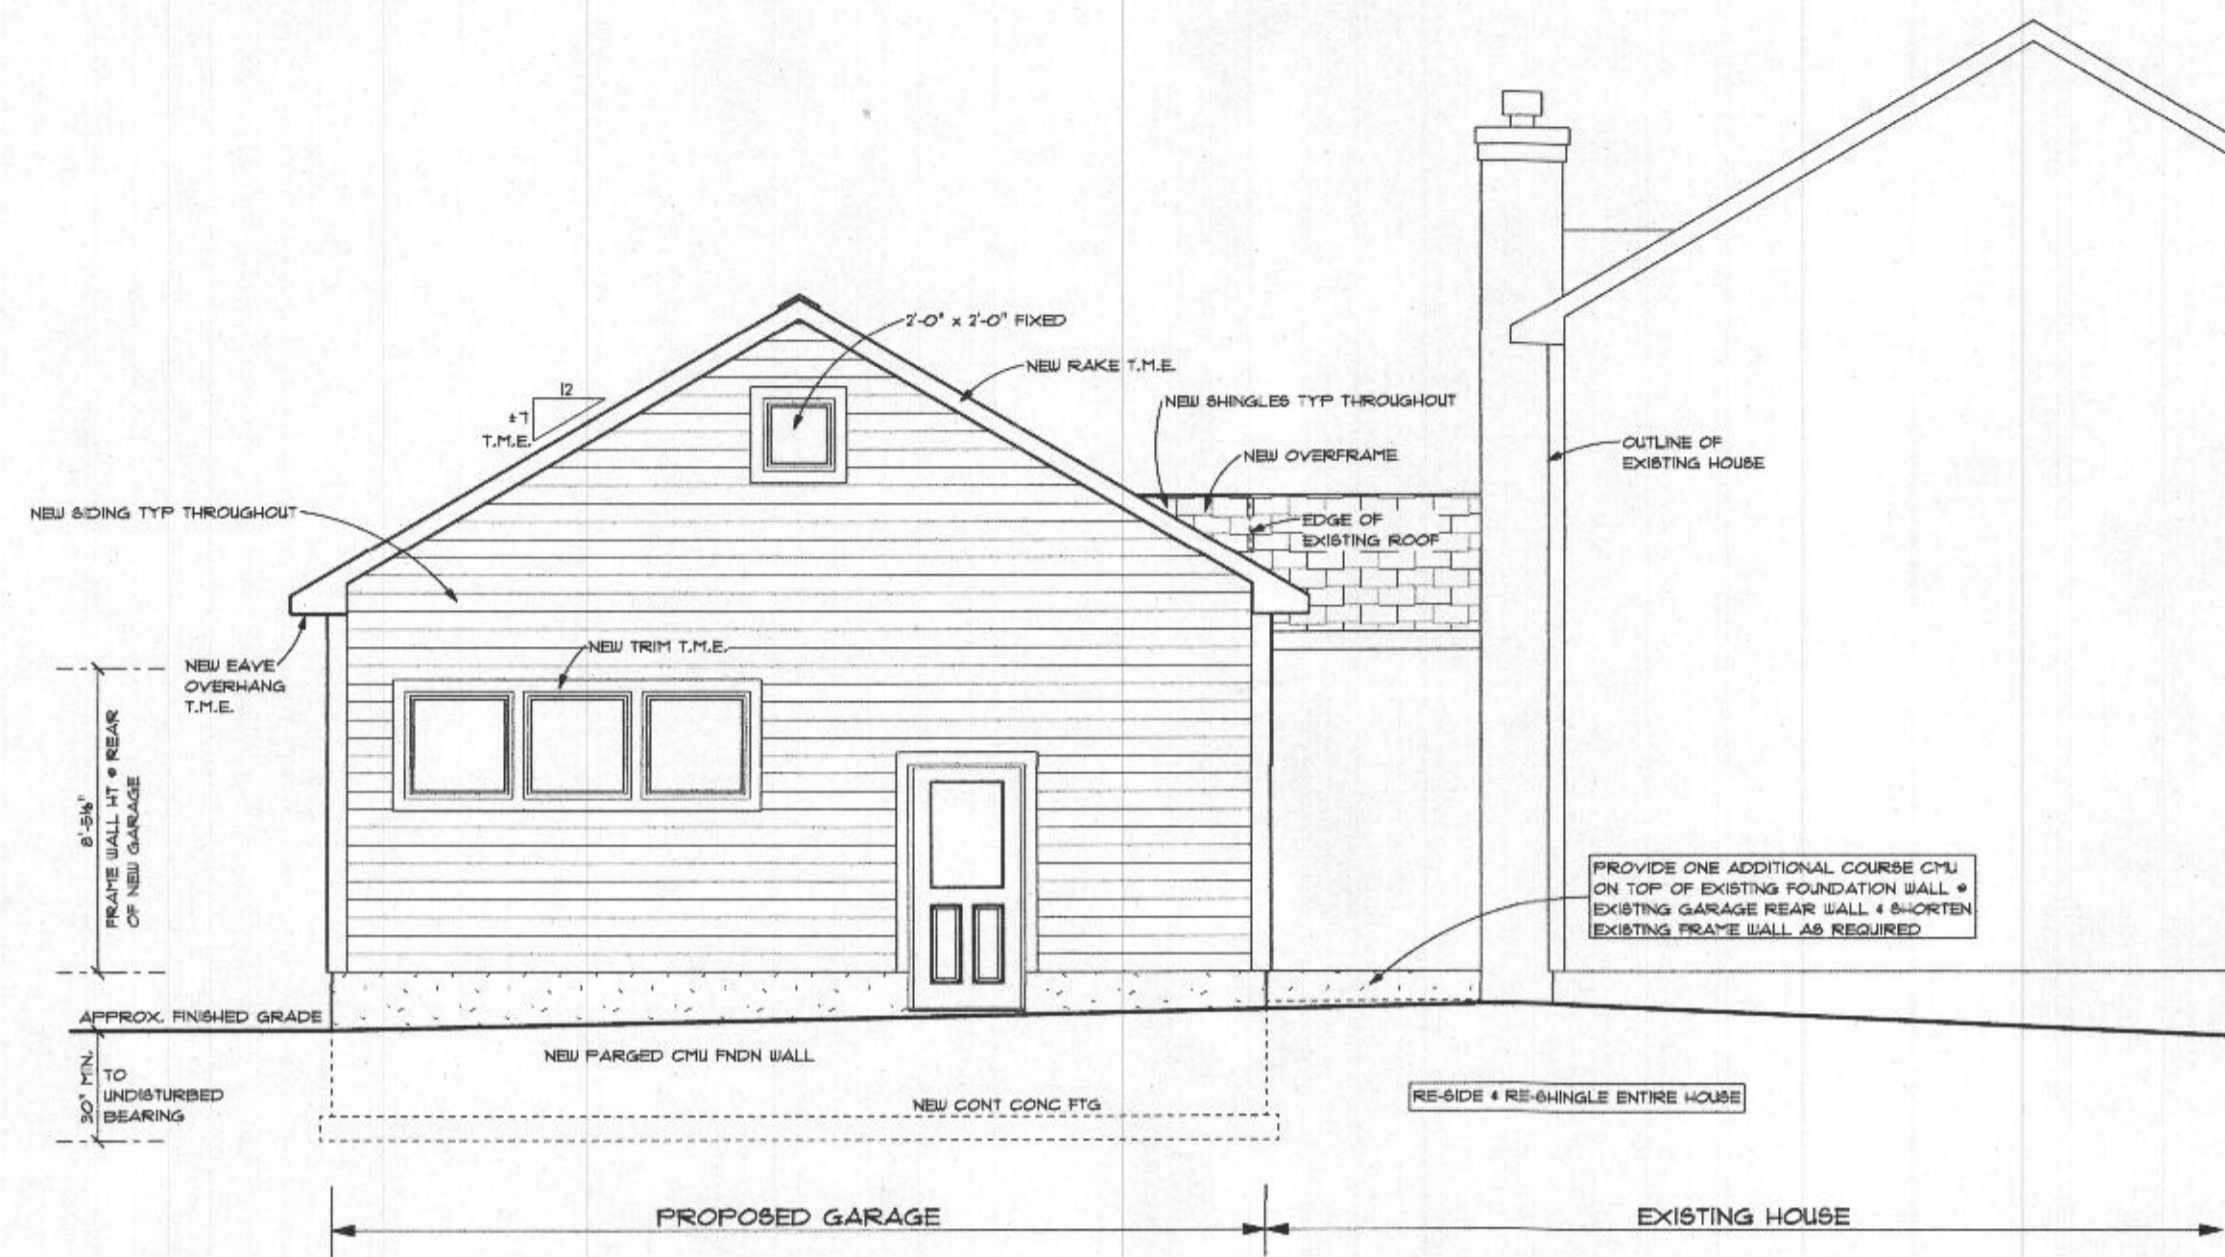 2'-0" x 2'-0" FIXED
NEW RAKE T.M.E.
12
±7
T.M.E.
NEW SHINGLES TYP THROUGHOUT
NEW OVERFRAME
OUTLINE OF
EXISTING HOUSE
NEW SIDING TYP THROUGHOUT
EDGE OF
EXISTING ROOF
NEW TRIM T.M.E.
NEW EAVE
OVERHANG
T.M.E.
FRAME WALL HT @ REAR
OF NEW GARAGE
PROVIDE ONE ADDITIONAL COURSE CMU
ON TOP OF EXISTING FOUNDATION WALL @
EXISTING GARAGE REAR WALL & SHORTEN
EXISTING FRAME WALL AS REQUIRED
APPROX. FINISHED GRADE
30" MIN.
TO
UNDISTURBED
BEARING
NEW PARGED CMU FNDN WALL
NEW CONT CONC FTG
RE-SIDE & RE-SHINGLE ENTIRE HOUSE
PROPOSED GARAGE
EXISTING HOUSE